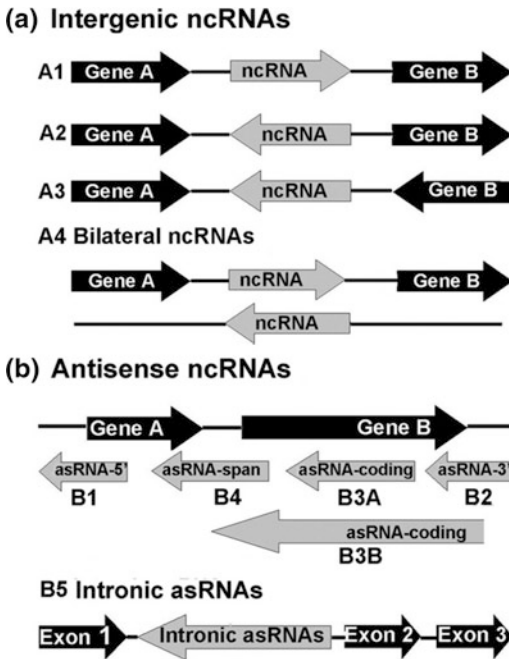 (a) Intergenic ncRNAs
A1 Gene A ncRNA Gene B
A2 Gene A ncRNA Gene B
A3 Gene A ncRNA Gene B
A4 Bilateral ncRNAs
Gene A ncRNA Gene B
ncRNA
(b) Antisense ncRNAs
Gene A Gene B
asRNA-5' asRNA-span asRNA-coding asRNA-3'
B1 B4 B3A B2
asRNA-coding
B3B
B5 Intronic asRNAs
Exon 1 Intronic asRNAs Exon 2 Exon 3